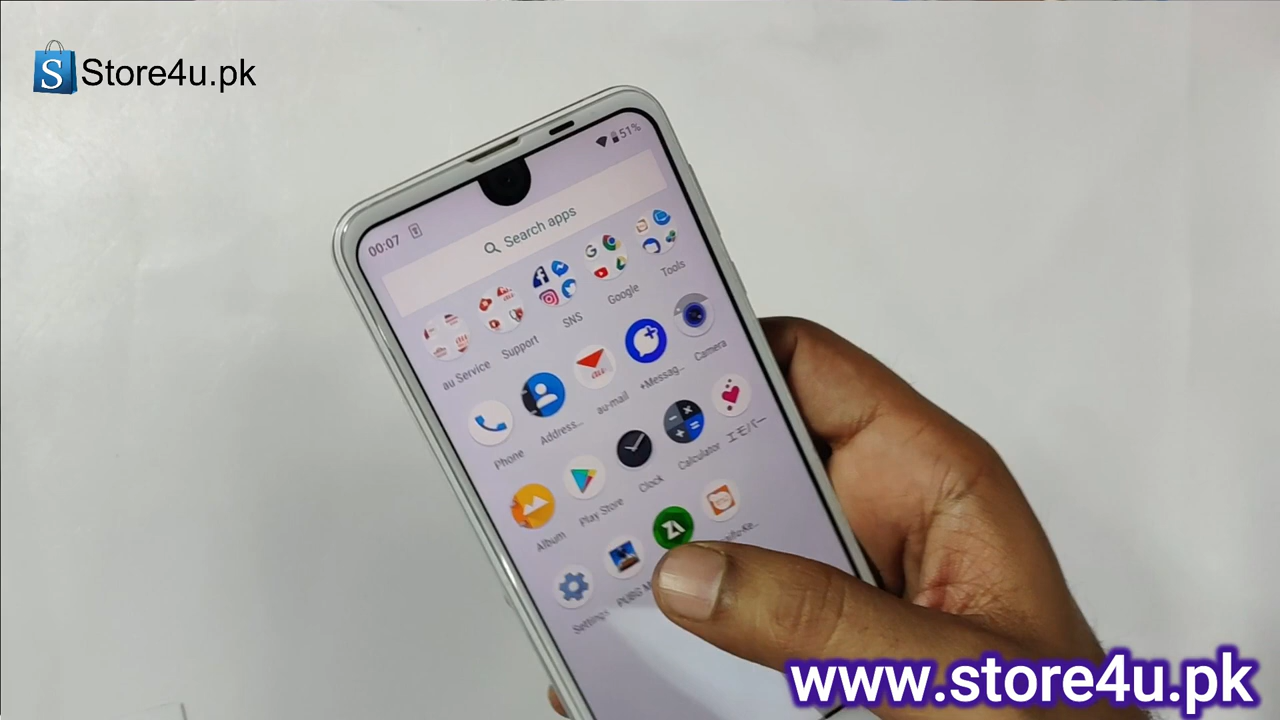 S Store4u.pk
00:07
51%
Search apps
au Service
Support
SNS
Google
Tools
Phone
Address...
au-mail
+Messag...
Camera
Album
Play Store
Clock
Calculator
エモパー
Settings
PUBG
www.store4u.pk